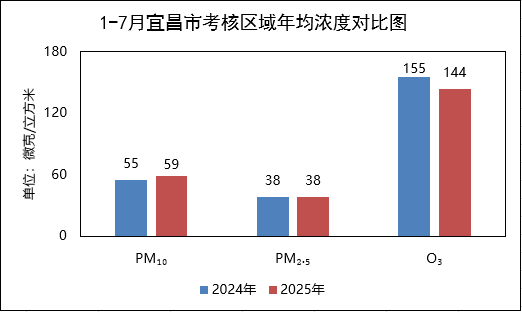 1-7月宜昌市考核区域年均浓度对比图
单位：微克/立方米
180
120
60
0
55
59
38
38
155
144
PM₁₀
PM₂.₅
O₃
2024年
2025年